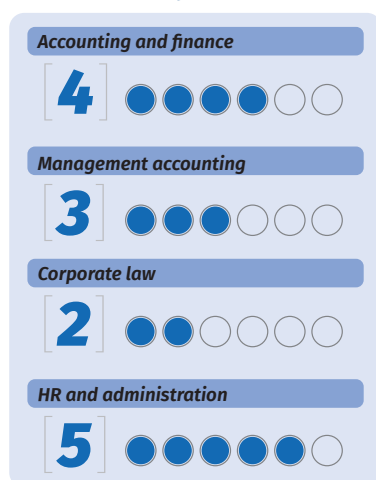 Accounting and finance
[4]
Management accounting
[3]
Corporate law
[2]
HR and administration
[5]